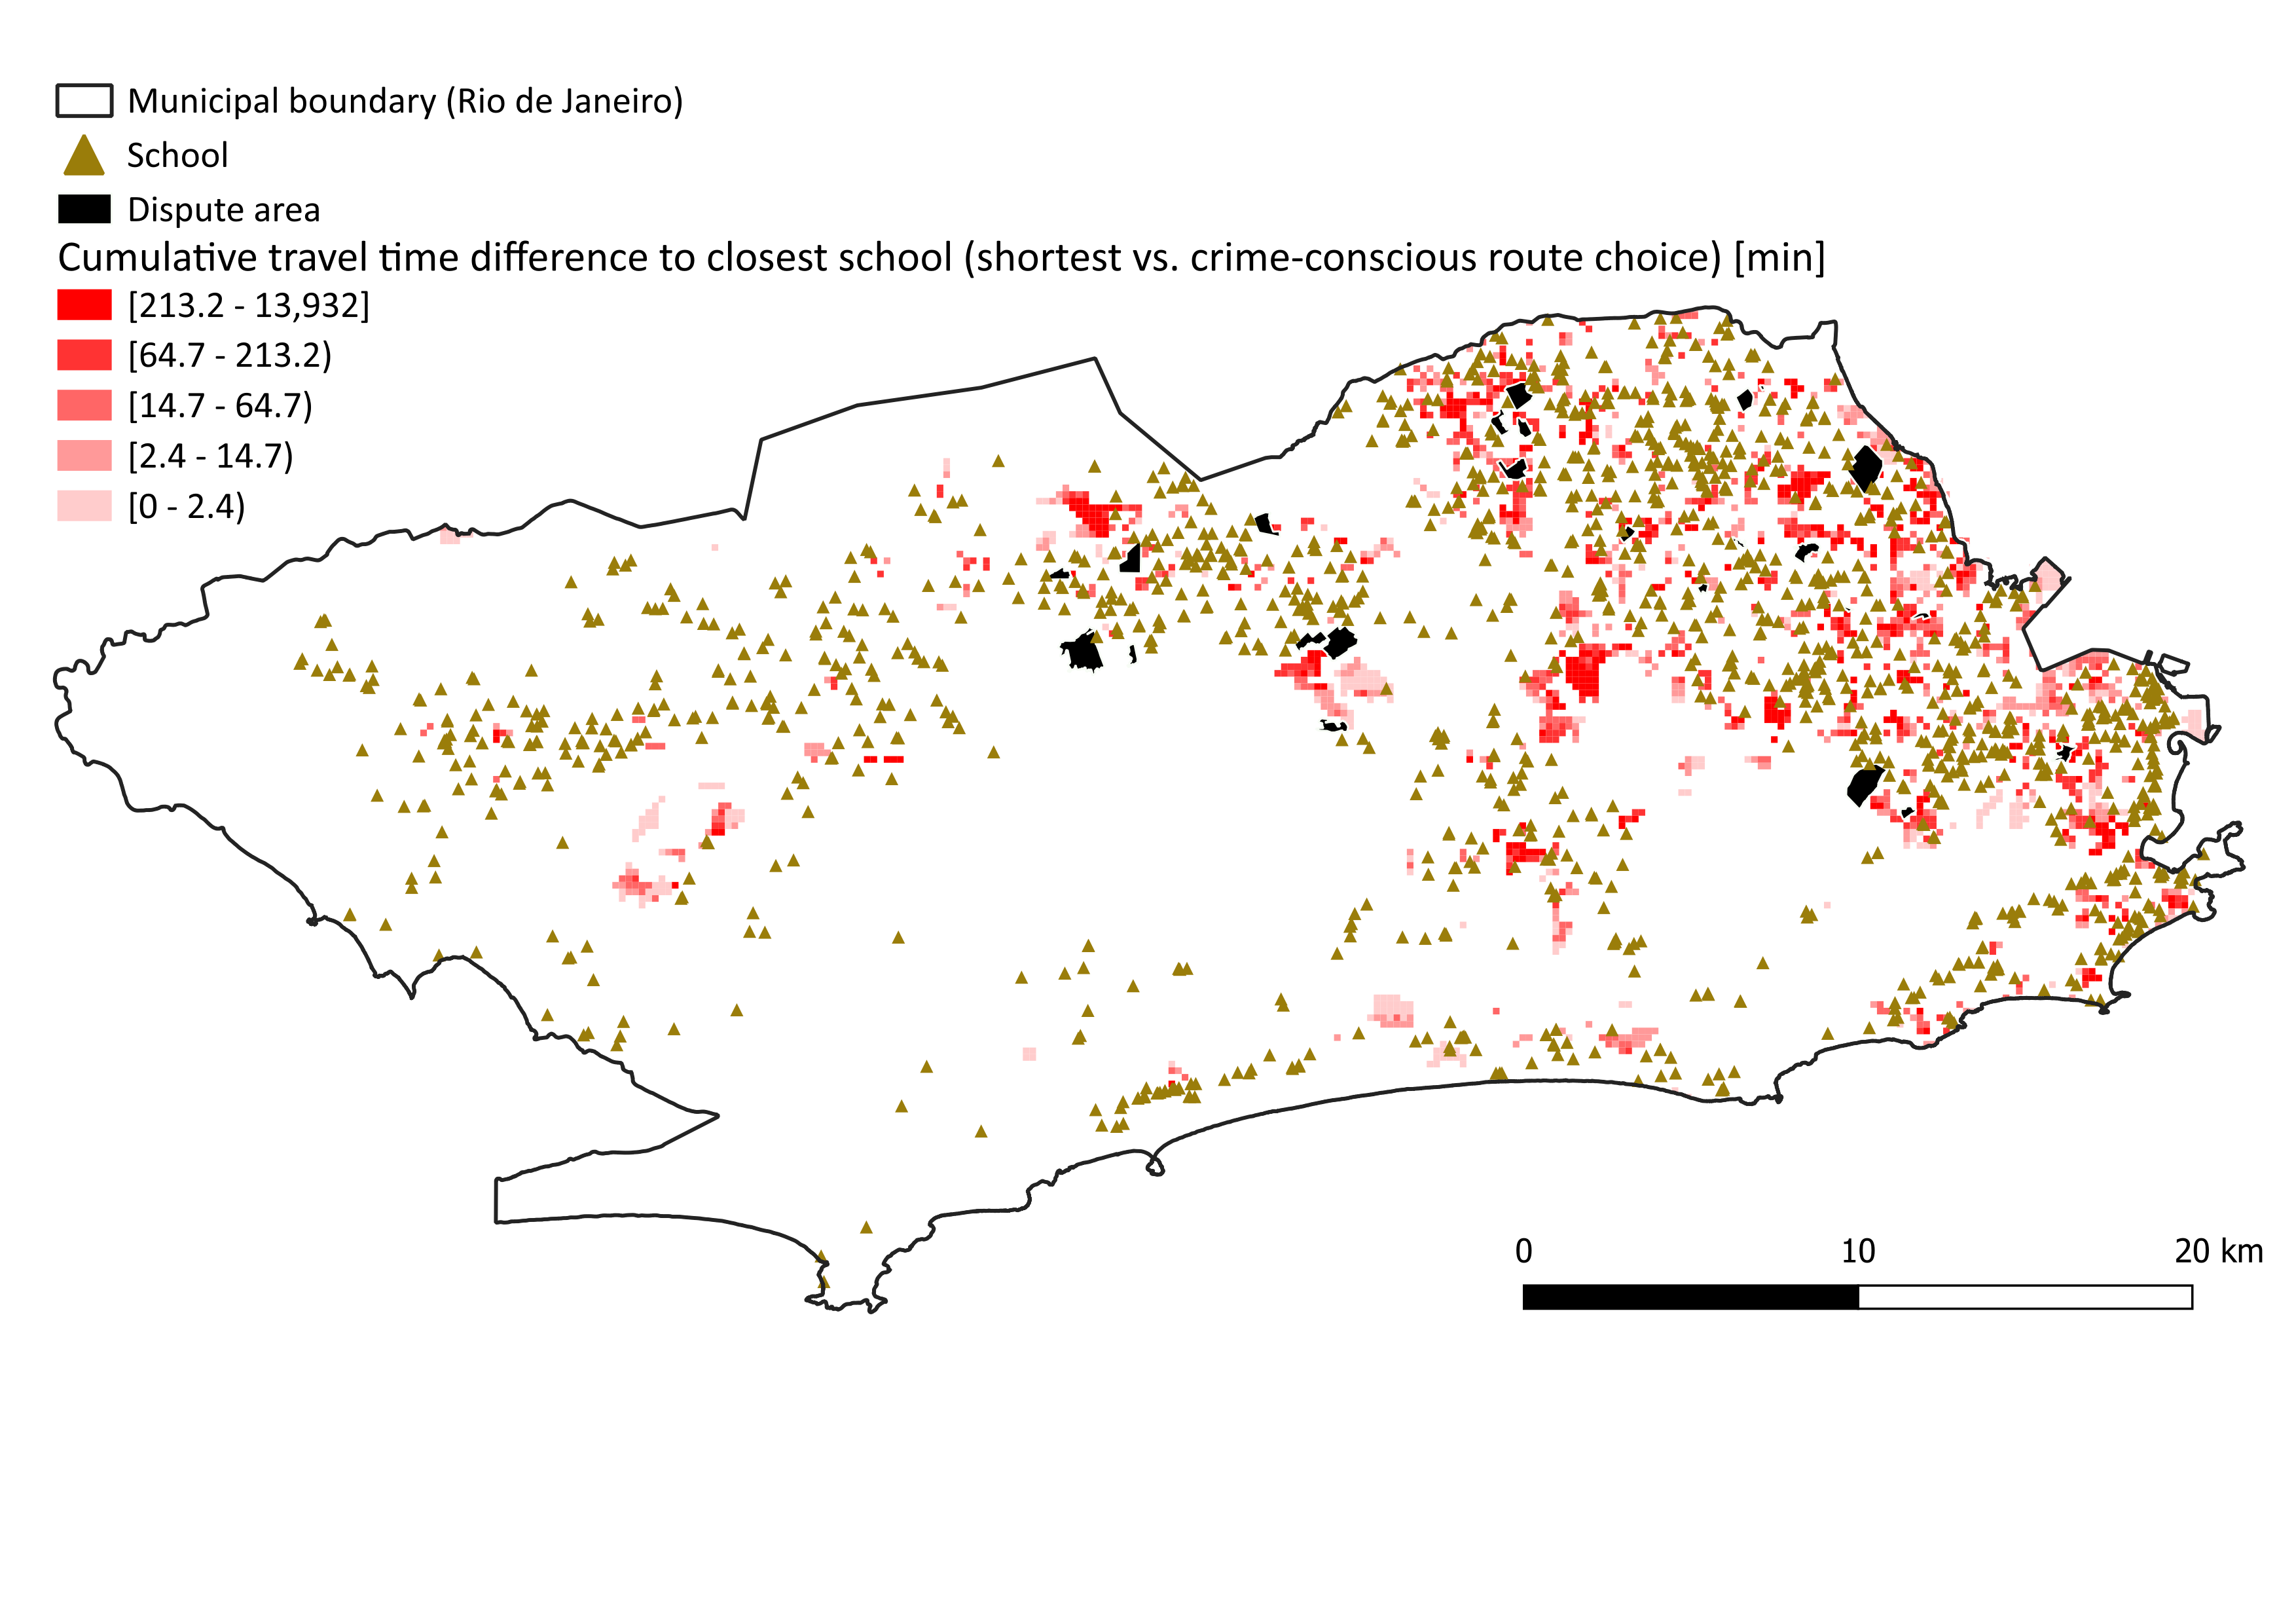 Municipal boundary (Rio de Janeiro)
School
Dispute area
Cumulative travel time difference to closest school (shortest vs. crime-conscious route choice) [min]
[213.2 - 13,932]
[64.7 - 213.2)
[14.7 - 64.7)
[2.4 - 14.7)
[0 - 2.4)
0 10 20 km